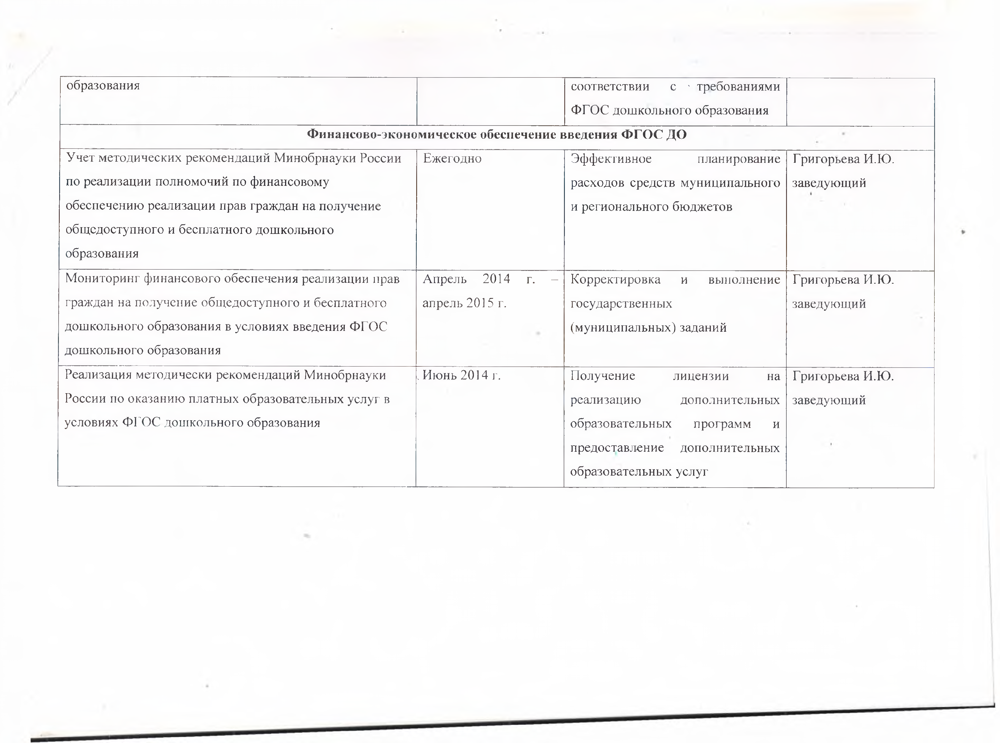 образования
соответствии с требованиями
ФГОС дошкольного образования
Финансово-экономическое обеспечение введения ФГОС ДО
Учет методических рекомендаций Минобрнауки России
по реализации полномочий по финансовому
обеспечению реализации прав граждан на получение
общедоступного и бесплатного дошкольного
образования
Ежегодно
Эффективное планирование
расходов средств муниципального
и регионального бюджетов
Григорьева И.Ю.
заведующий
Мониторинг финансового обеспечения реализации прав
граждан на получение общедоступного и бесплатного
дошкольного образования в условиях введения ФГОС
дошкольного образования
Апрель 2014 г. –
апрель 2015 г.
Корректировка и выполнение
государственных
(муниципальных) заданий
Григорьева И.Ю.
заведующий
Реализация методически рекомендаций Минобрнауки
России по оказанию платных образовательных услуг в
условиях ФГОС дошкольного образования
Июнь 2014 г.
Получение лицензии на
реализацию дополнительных
образовательных программ и
предоставление дополнительных
образовательных услуг
Григорьева И.Ю.
заведующий